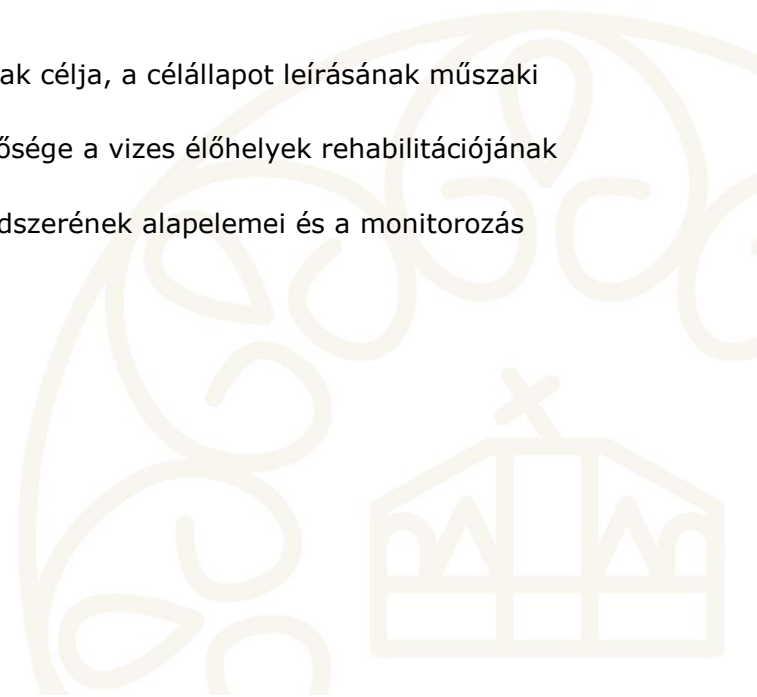 ak célja, a célállapot leírásának műszaki
ősége a vizes élőhelyek rehabilitációjának
dszerének alapelemei és a monitorozás